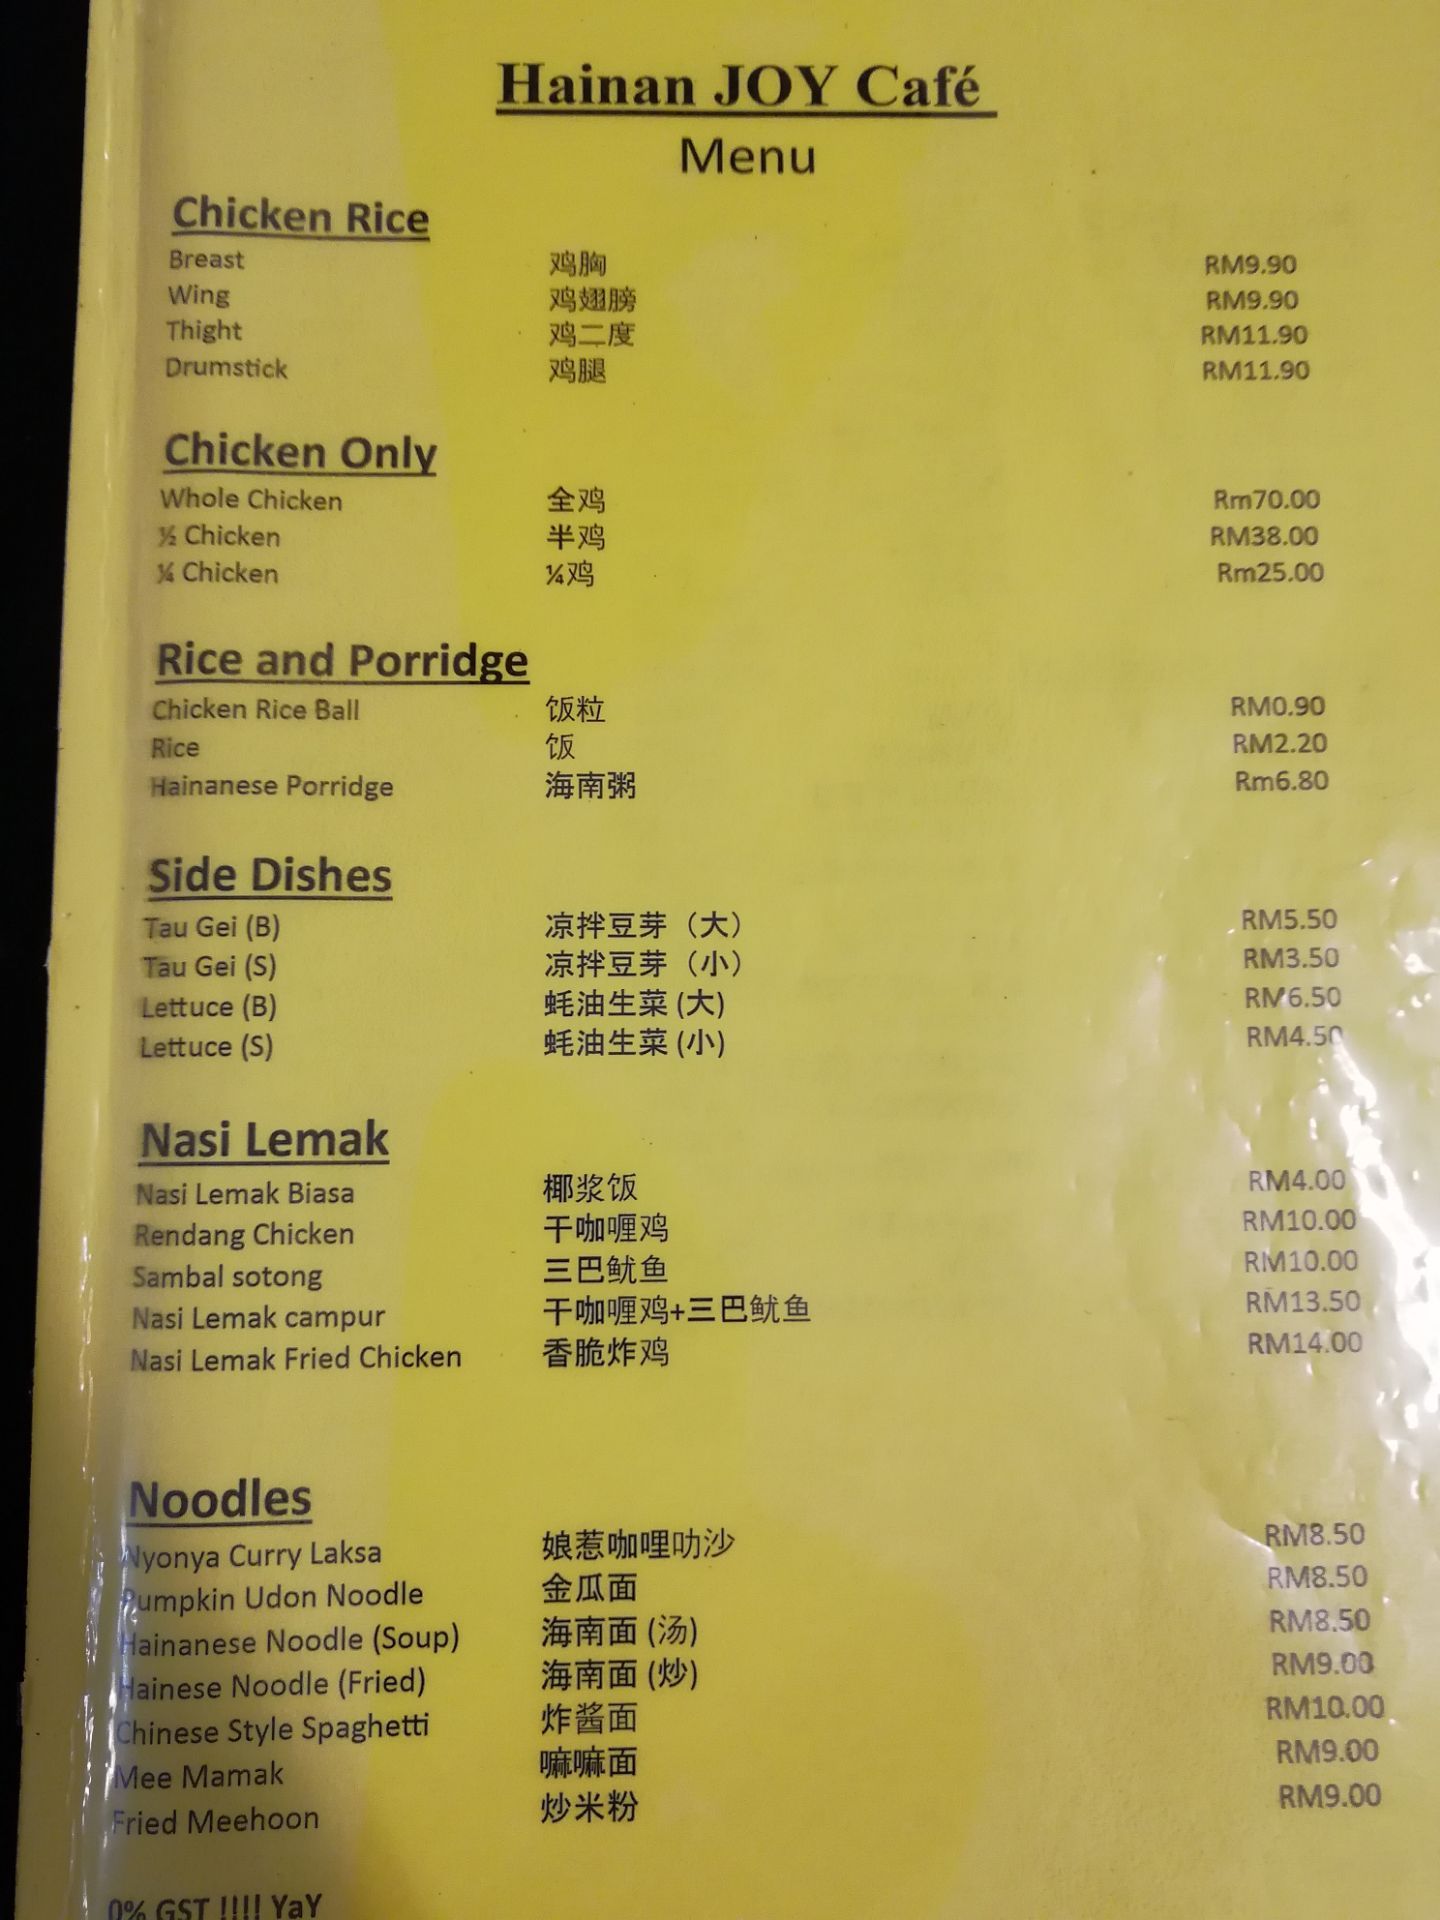 Hainan JOY Café
Menu
Chicken Rice
Breast 鸡胸 RM9.90
Wing 鸡翅膀 RM9.90
Thight 鸡二度 RM11.90
Drumstick 鸡腿 RM11.90
Chicken Only
Whole Chicken 全鸡 Rm70.00
½ Chicken 半鸡 RM38.00
¼ Chicken ¼鸡 Rm25.00
Rice and Porridge
Chicken Rice Ball 饭粒 RM0.90
Rice 饭 RM2.20
Hainanese Porridge 海南粥 Rm6.80
Side Dishes
Tau Gei (B) 凉拌豆芽（大） RM5.50
Tau Gei (S) 凉拌豆芽（小） RM3.50
Lettuce (B) 蚝油生菜 (大) RM6.50
Lettuce (S) 蚝油生菜 (小) RM4.50
Nasi Lemak
Nasi Lemak Biasa 椰浆饭 RM4.00
Rendang Chicken 干咖喱鸡 RM10.00
Sambal sotong 三巴鱿鱼 RM10.00
Nasi Lemak campur 干咖喱鸡+三巴鱿鱼 RM13.50
Nasi Lemak Fried Chicken 香脆炸鸡 RM14.00
Noodles
Nyonya Curry Laksa 娘惹咖哩叻沙 RM8.50
Pumpkin Udon Noodle 金瓜面 RM8.50
Hainanese Noodle (Soup) 海南面 (汤) RM8.50
Hainese Noodle (Fried) 海南面 (炒) RM9.00
Chinese Style Spaghetti 炸酱面 RM10.00
Mee Mamak 嘛嘛面 RM9.00
Fried Meehoon 炒米粉 RM9.00
0% GST !!!! YaY